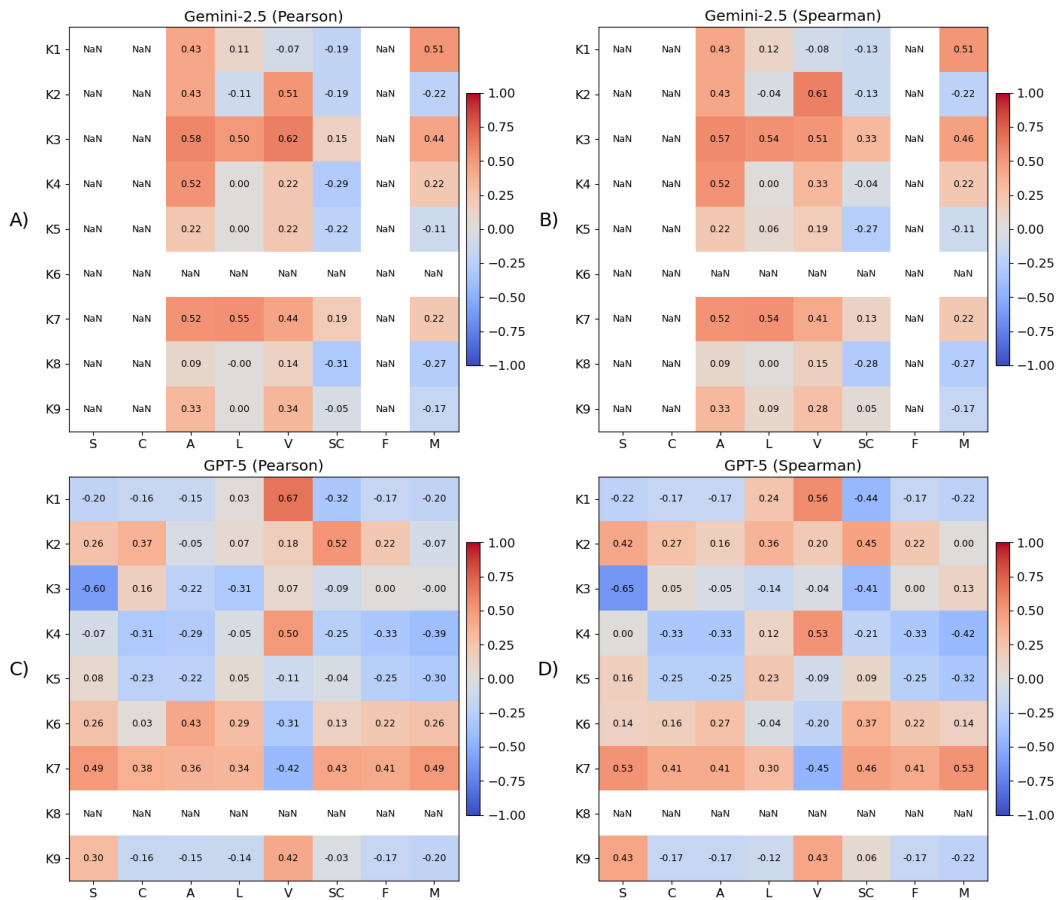 Gemini-2.5 (Pearson)
K1 NaN NaN 0.43 0.11 -0.07 -0.19 NaN 0.51
K2 NaN NaN 0.43 -0.11 0.51 -0.19 NaN -0.22
K3 NaN NaN 0.58 0.50 0.62 0.15 NaN 0.44
K4 NaN NaN 0.52 0.00 0.22 -0.29 NaN 0.22
K5 NaN NaN 0.22 0.00 0.22 -0.22 NaN -0.11
K6 NaN NaN NaN NaN NaN NaN NaN NaN
K7 NaN NaN 0.52 0.55 0.44 0.19 NaN 0.22
K8 NaN NaN 0.09 -0.00 0.14 -0.31 NaN -0.27
K9 NaN NaN 0.33 0.00 0.34 -0.05 NaN -0.17
S C A L V SC F M
A)
1.00
0.75
0.50
0.25
0.00
−0.25
−0.50
−0.75
−1.00
Gemini-2.5 (Spearman)
K1 NaN NaN 0.43 0.12 -0.08 -0.13 NaN 0.51
K2 NaN NaN 0.43 -0.04 0.61 -0.13 NaN -0.22
K3 NaN NaN 0.57 0.54 0.51 0.33 NaN 0.46
K4 NaN NaN 0.52 0.00 0.33 -0.04 NaN 0.22
K5 NaN NaN 0.22 0.06 0.19 -0.27 NaN -0.11
K6 NaN NaN NaN NaN NaN NaN NaN NaN
K7 NaN NaN 0.52 0.54 0.41 0.13 NaN 0.22
K8 NaN NaN 0.09 0.00 0.15 -0.28 NaN -0.27
K9 NaN NaN 0.33 0.09 0.28 0.05 NaN -0.17
S C A L V SC F M
B)
1.00
0.75
0.50
0.25
0.00
−0.25
−0.50
−0.75
−1.00
GPT-5 (Pearson)
K1 -0.20 -0.16 -0.15 0.03 0.67 -0.32 -0.17 -0.20
K2 0.26 0.37 -0.05 0.07 0.18 0.52 0.22 -0.07
K3 -0.60 0.16 -0.22 -0.31 0.07 -0.09 0.00 -0.00
K4 -0.07 -0.31 -0.29 -0.05 0.50 -0.25 -0.33 -0.39
K5 0.08 -0.23 -0.22 0.05 -0.11 -0.04 -0.25 -0.30
K6 0.26 0.03 0.43 0.29 -0.31 0.13 0.22 0.26
K7 0.49 0.38 0.36 0.34 -0.42 0.43 0.41 0.49
K8 NaN NaN NaN NaN NaN NaN NaN NaN
K9 0.30 -0.16 -0.15 -0.14 0.42 -0.03 -0.17 -0.20
S C A L V SC F M
C)
1.00
0.75
0.50
0.25
0.00
−0.25
−0.50
−0.75
−1.00
GPT-5 (Spearman)
K1 -0.22 -0.17 -0.17 0.24 0.56 -0.44 -0.17 -0.22
K2 0.42 0.27 0.16 0.36 0.20 0.45 0.22 0.00
K3 -0.65 0.05 -0.05 -0.14 -0.04 -0.41 0.00 0.13
K4 0.00 -0.33 -0.33 0.12 0.53 -0.21 -0.33 -0.42
K5 0.16 -0.25 -0.25 0.23 -0.09 0.09 -0.25 -0.32
K6 0.14 0.16 0.27 -0.04 -0.20 0.37 0.22 0.14
K7 0.53 0.41 0.41 0.30 -0.45 0.46 0.41 0.53
K8 NaN NaN NaN NaN NaN NaN NaN NaN
K9 0.43 -0.17 -0.17 -0.12 0.43 0.06 -0.17 -0.22
S C A L V SC F M
D)
1.00
0.75
0.50
0.25
0.00
−0.25
−0.50
−0.75
−1.00